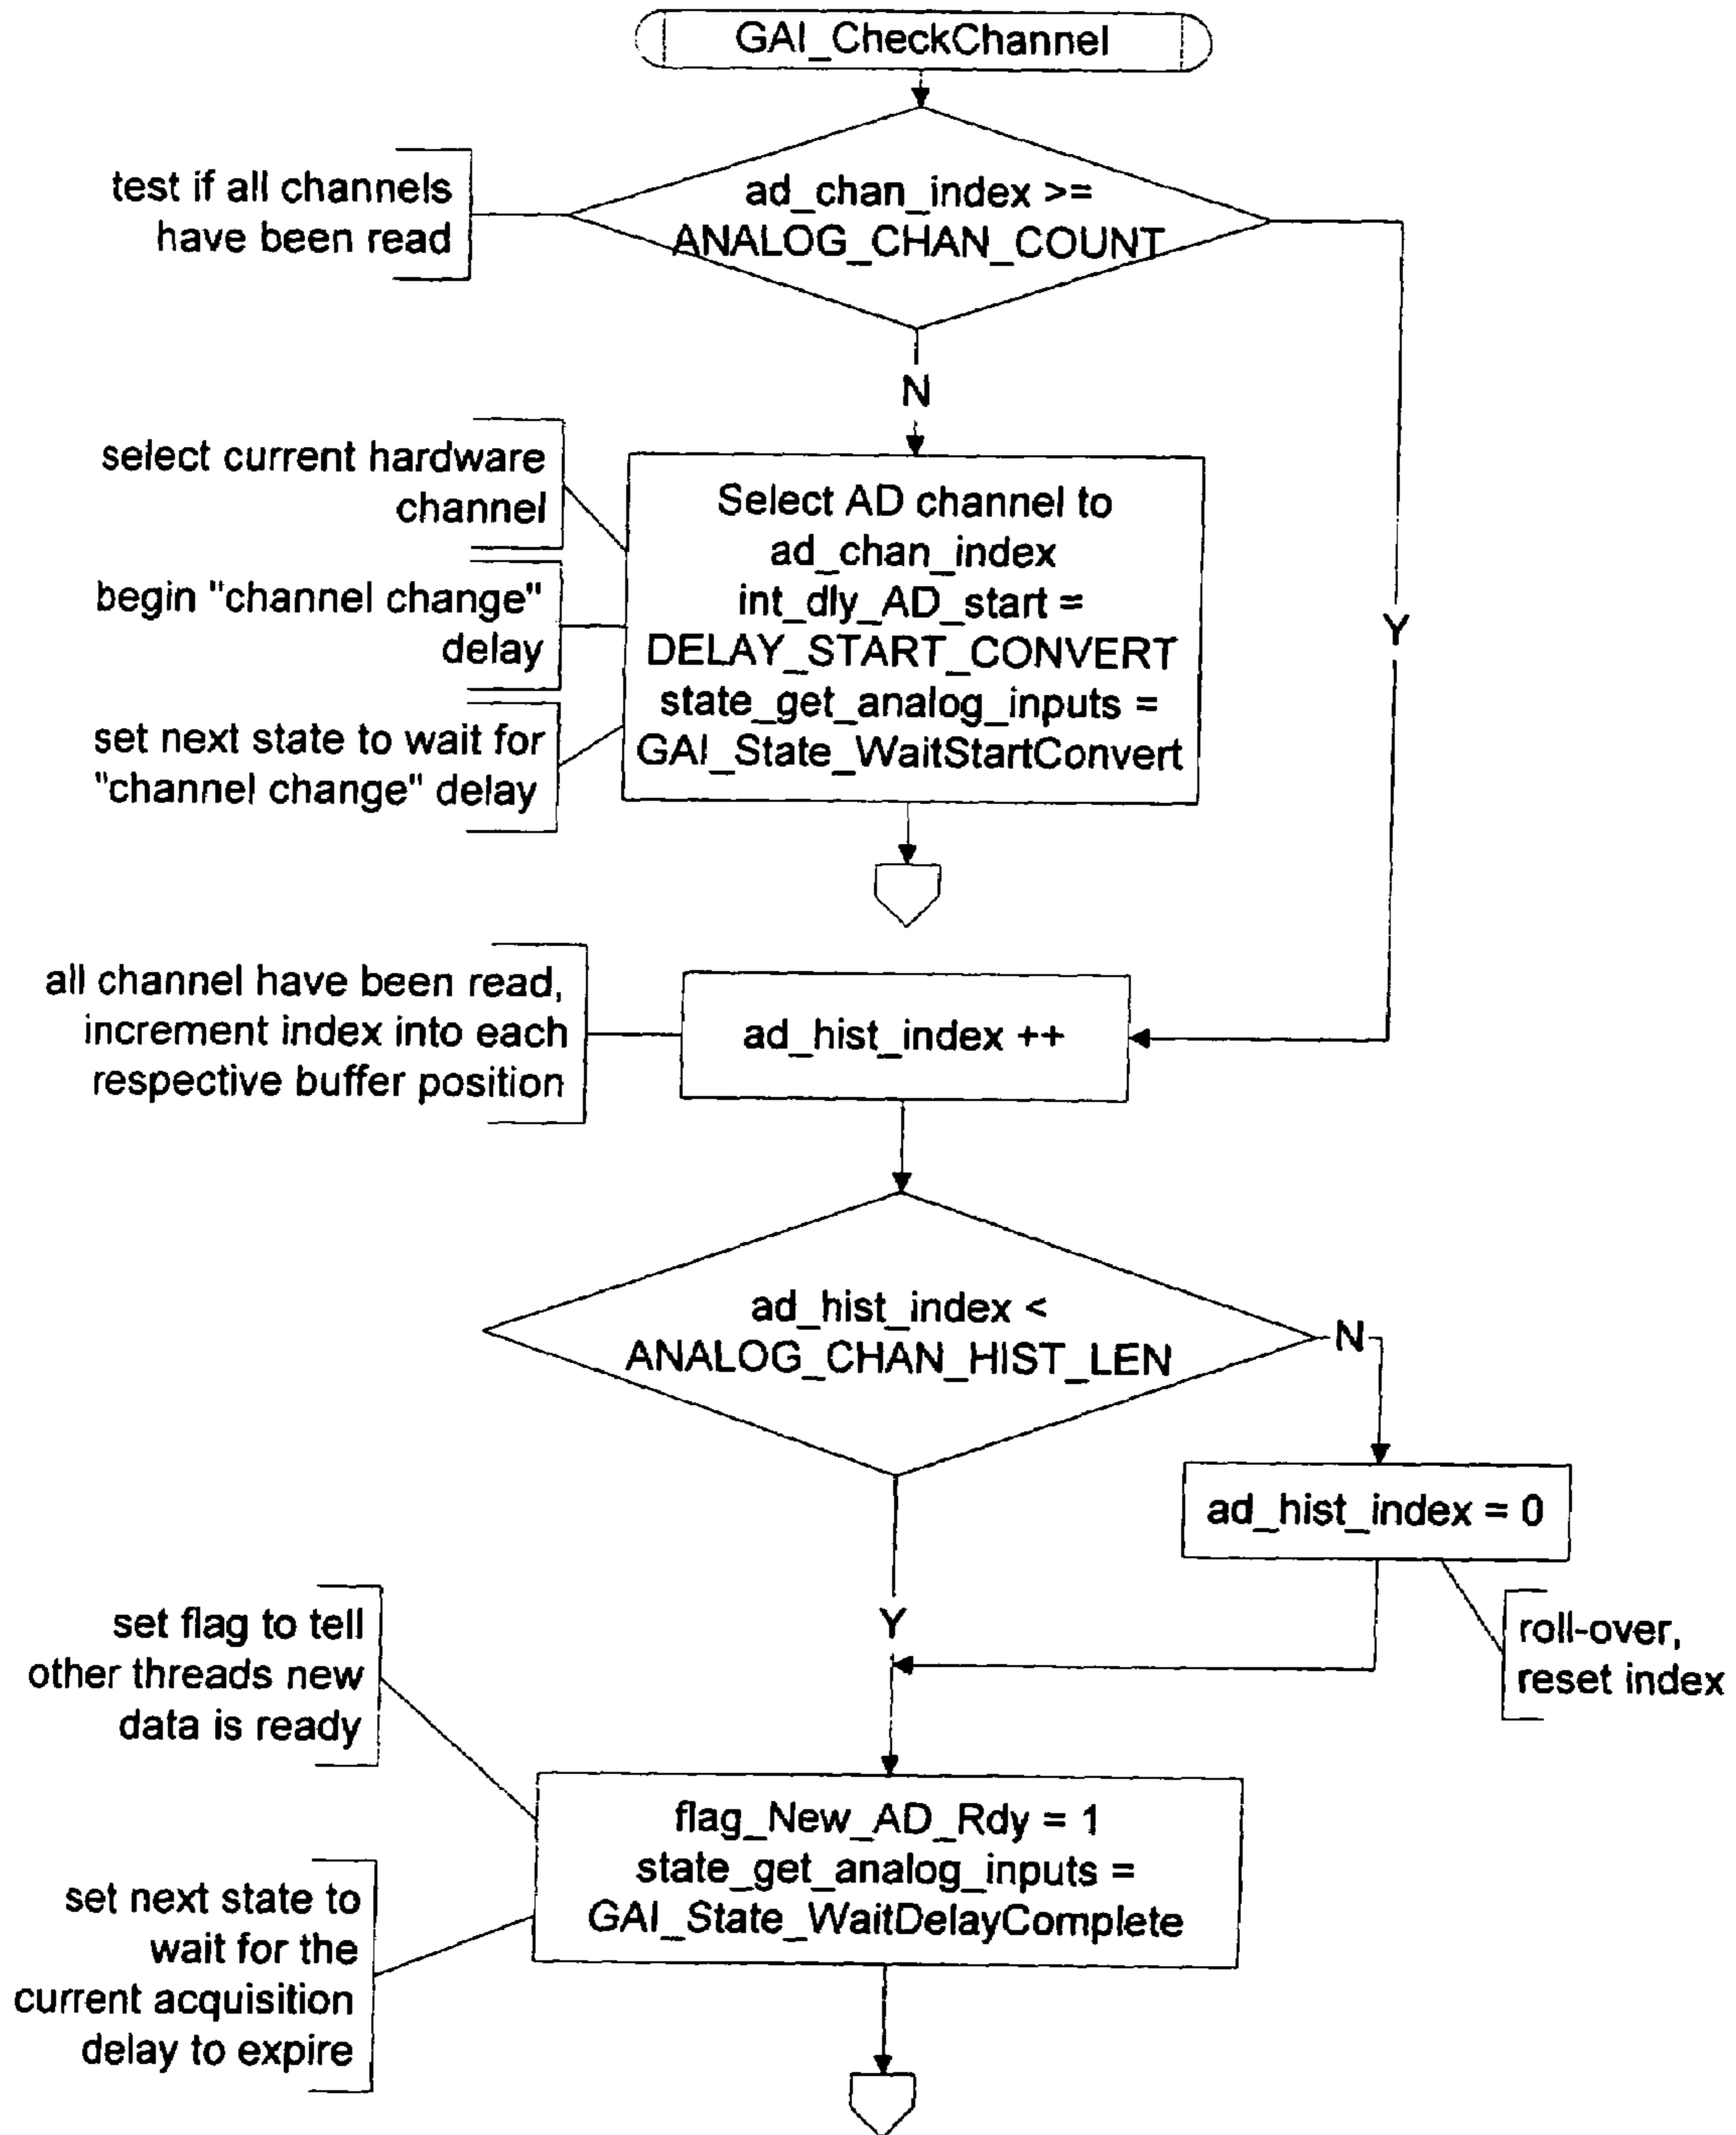 GAI_CheckChannel
test if all channels
have been read
ad_chan_index >=
ANALOG_CHAN_COUNT
N
Y
select current hardware
channel
begin "channel change"
delay
set next state to wait for
"channel change" delay
Select AD channel to
ad_chan_index
int_dly_AD_start =
DELAY_START_CONVERT
state_get_analog_inputs =
GAI_State_WaitStartConvert
all channel have been read,
increment index into each
respective buffer position
ad_hist_index ++
ad_hist_index <
ANALOG_CHAN_HIST_LEN
N
ad_hist_index = 0
roll-over,
reset index
Y
set flag to tell
other threads new
data is ready
set next state to
wait for the
current acquisition
delay to expire
flag_New_AD_Rdy = 1
state_get_analog_inputs =
GAI_State_WaitDelayComplete